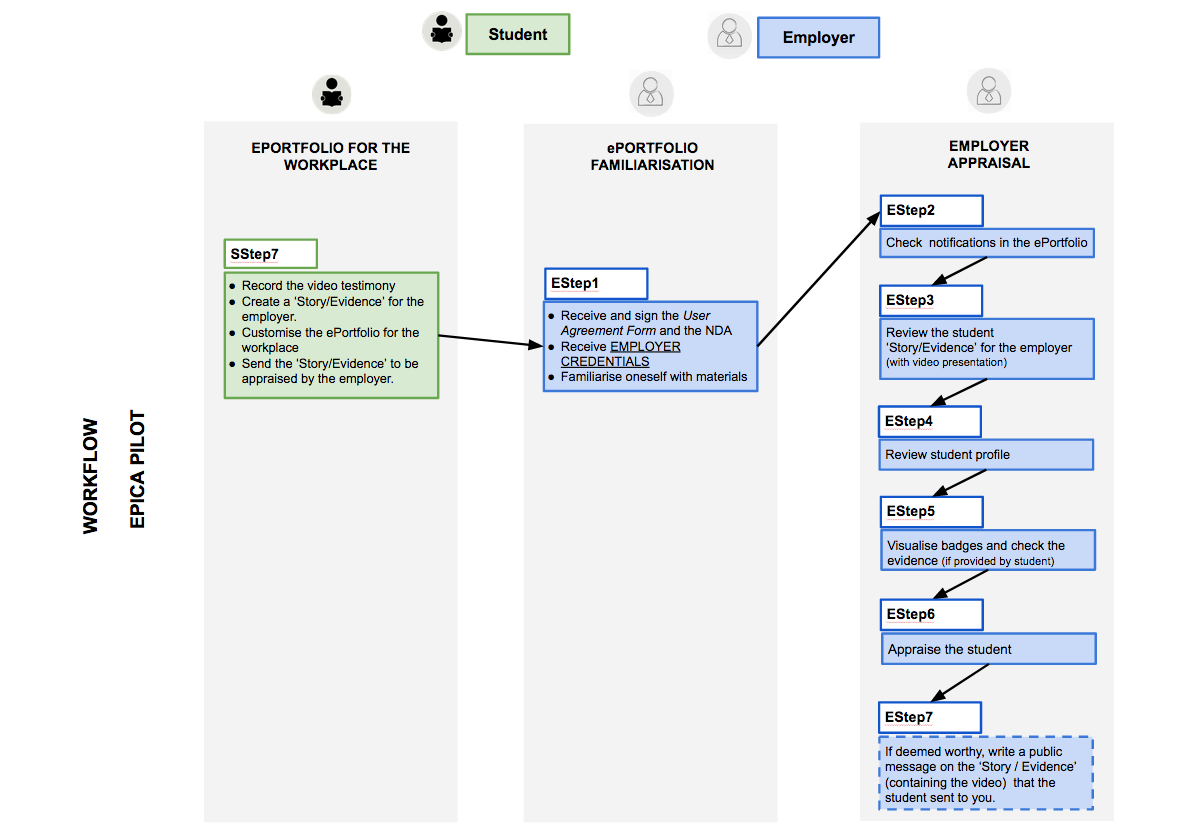 Student
Employer
EPORTFOLIO FOR THE
WORKPLACE
SStep7
● Record the video testimony
● Create a 'Story/Evidence' for the
employer.
● Customise the ePortfolio for the
workplace
● Send the 'Story/Evidence' to be
appraised by the employer.
ePORTFOLIO
FAMILIARISATION
EStep1
● Receive and sign the User
Agreement Form and the NDA
● Receive EMPLOYER
CREDENTIALS
● Familiarise oneself with materials
EMPLOYER
APPRAISAL
EStep2
Check notifications in the ePortfolio
EStep3
Review the student
'Story/Evidence' for the employer
(with video presentation)
EStep4
Review student profile
EStep5
Visualise badges and check the
evidence (if provided by student)
EStep6
Appraise the student
EStep7
If deemed worthy, write a public
message on the 'Story / Evidence'
(containing the video) that the
student sent to you.
WORKFLOW
EPICA PILOT